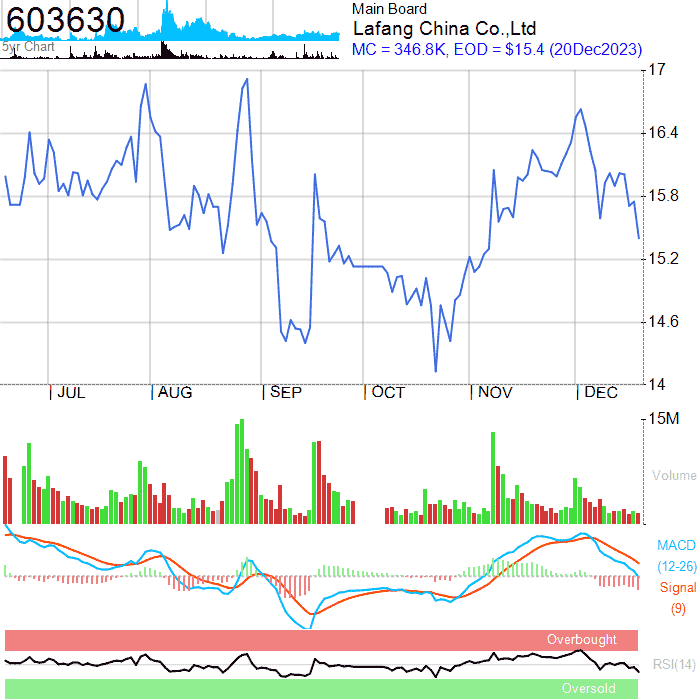 603630
5yr Chart
Main Board
Lafang China Co.,Ltd
MC = 346.8K, EOD = $15.4 (20Dec2023)
17
16.4
15.8
15.2
14.6
14
JUL
AUG
SEP
OCT
NOV
DEC
15M
Volume
MACD
(12-26)
Signal
(9)
Overbought
RSI(14)
Oversold